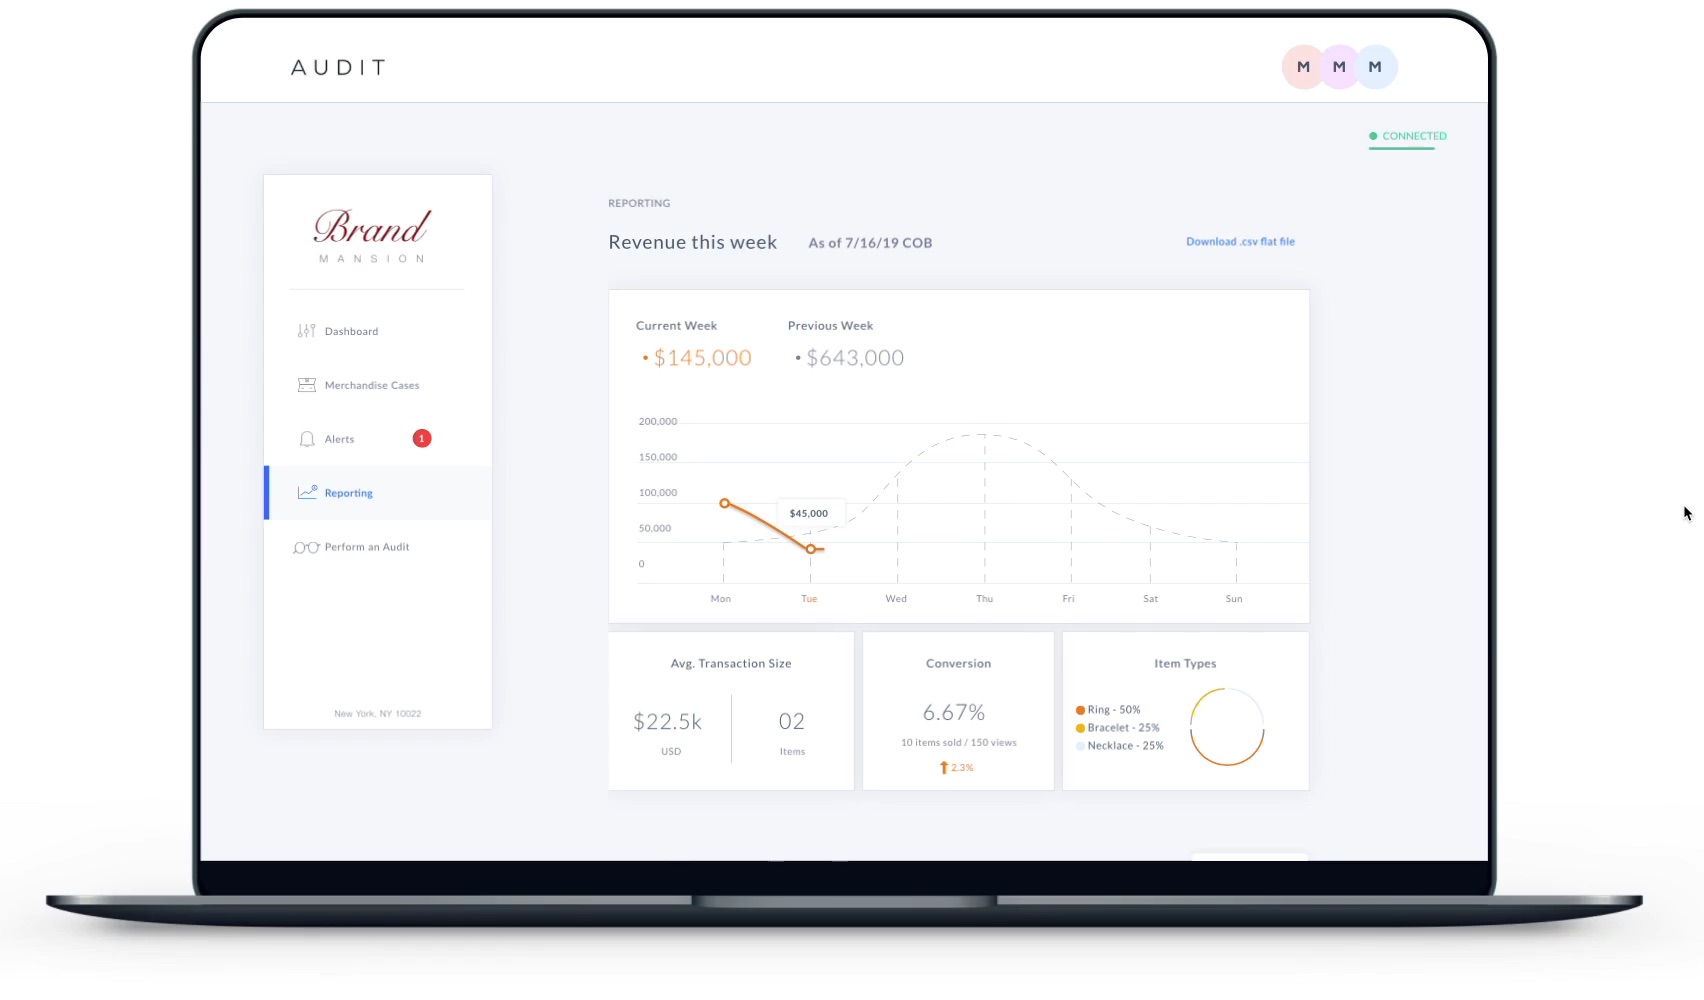 AUDIT
M M M
CONNECTED
Brand
MANSION
Dashboard
Merchandise Cases
Alerts 1
Reporting
Perform an Audit
New York, NY 10022
REPORTING
Revenue this week As of 7/16/19 COB
Download .csv flat file
Current Week Previous Week
$145,000 $643,000
200,000
150,000
100,000
50,000
0
$45,000
Mon Tue Wed Thu Fri Sat Sun
Avg. Transaction Size
$22.5k 02
USD Items
Conversion
6.67%
10 items sold / 150 views
2.3%
Item Types
Ring - 50%
Bracelet - 25%
Necklace - 25%